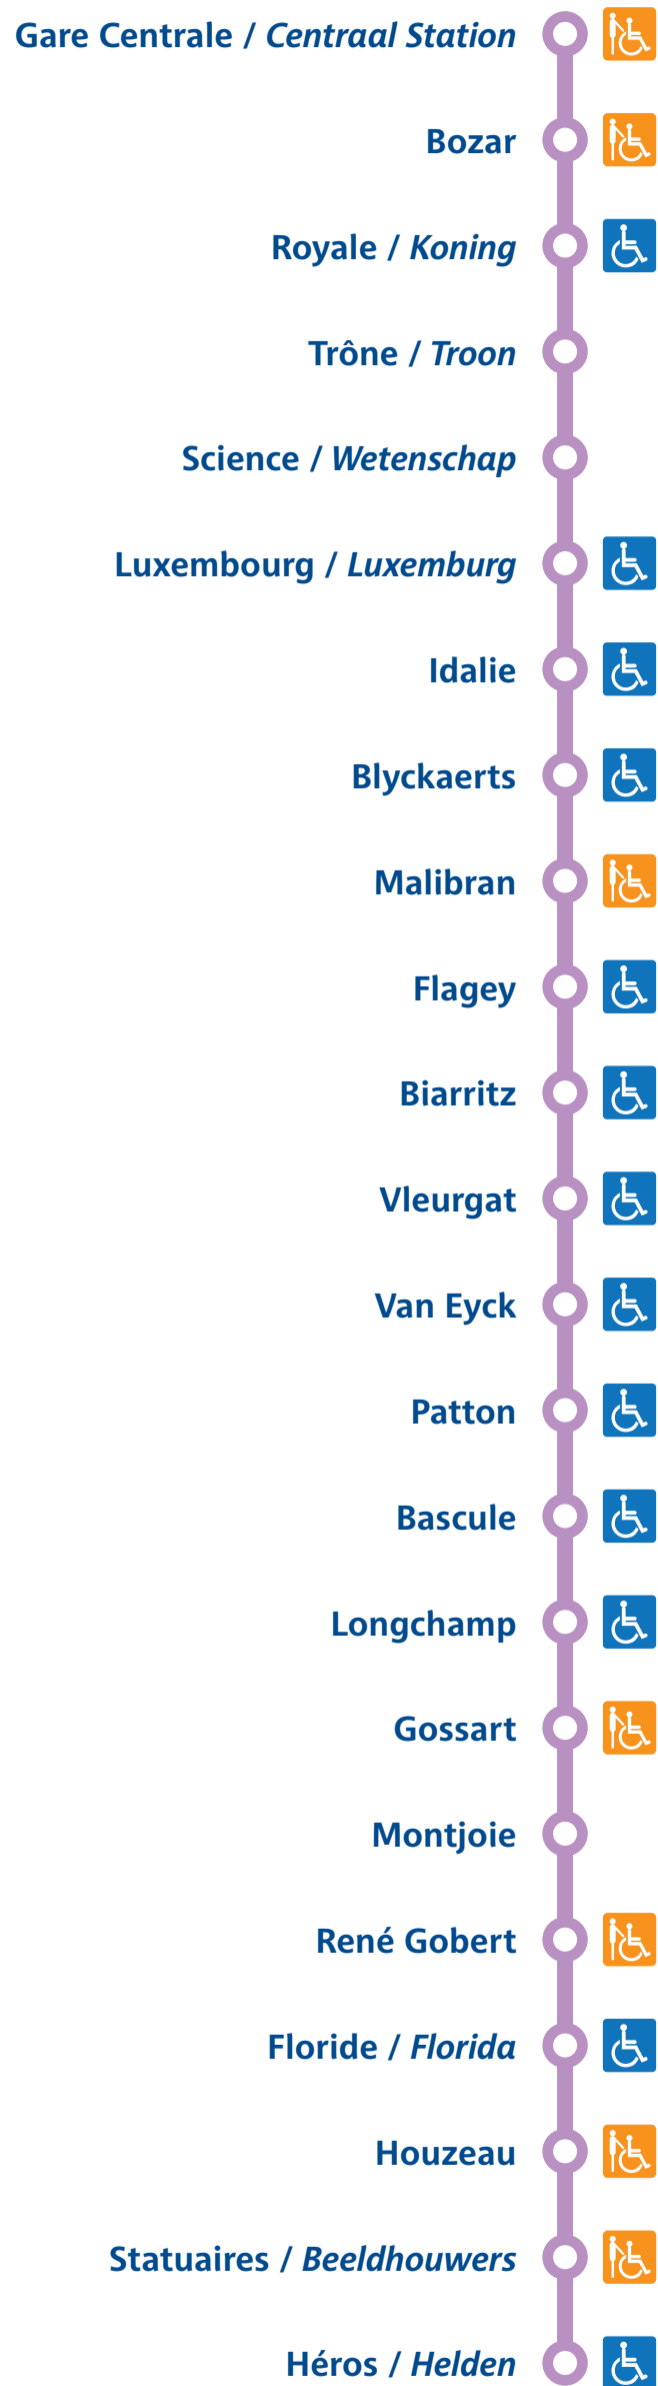 Gare Centrale / Centraal Station
Bozar
Royale / Koning
Trône / Troon
Science / Wetenschap
Luxembourg / Luxemburg
Idalie
Blyckaerts
Malibran
Flagey
Biarritz
Vleurgat
Van Eyck
Patton
Bascule
Longchamp
Gossart
Montjoie
René Gobert
Floride / Florida
Houzeau
Statuaires / Beeldhouwers
Héros / Helden